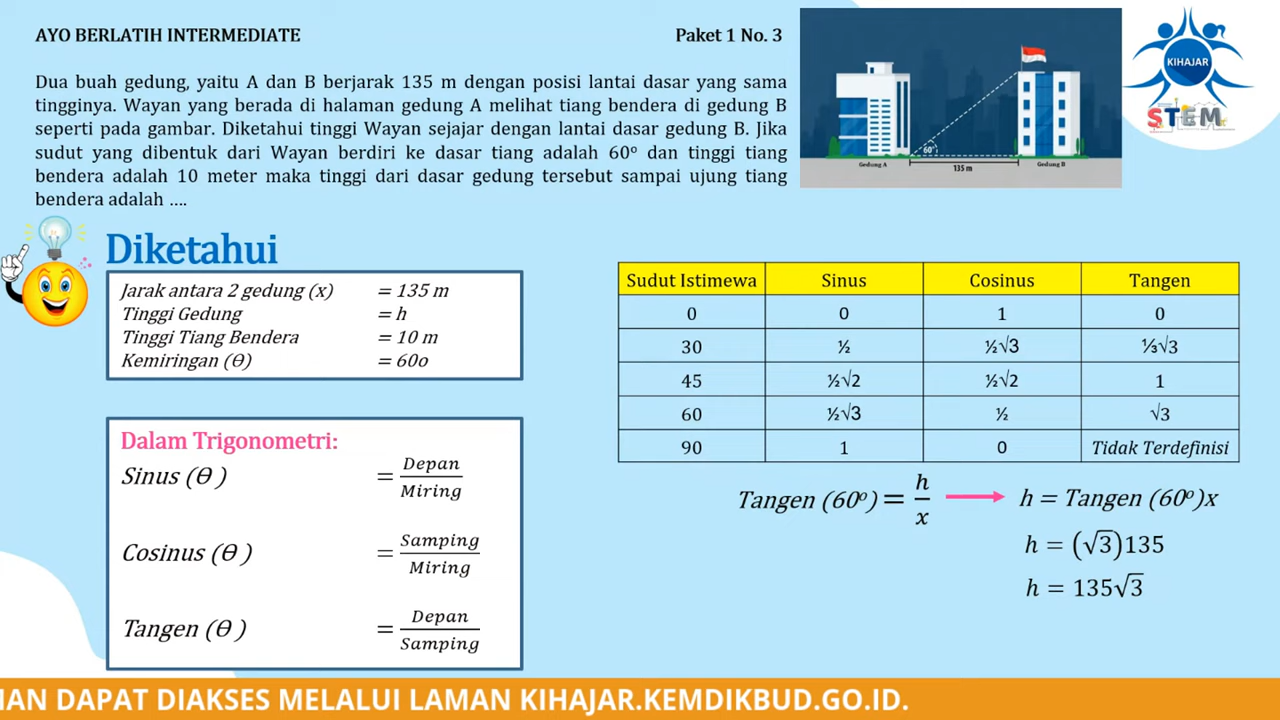 AYO BERLATIH INTERMEDIATE
Paket 1 No. 3
Dua buah gedung, yaitu A dan B berjarak 135 m dengan posisi lantai dasar yang sama
tingginya. Wayan yang berada di halaman gedung A melihat tiang bendera di gedung B
seperti pada gambar. Diketahui tinggi Wayan sejajar dengan lantai dasar gedung B. Jika
sudut yang dibentuk dari Wayan berdiri ke dasar tiang adalah 60° dan tinggi tiang
bendera adalah 10 meter maka tinggi dari dasar gedung tersebut sampai ujung tiang
bendera adalah ....
60°
Gedung A
135 m
Gedung B
KIHAJAR
STEM
Diketahui
Jarak antara 2 gedung (x) = 135 m
Tinggi Gedung = h
Tinggi Tiang Bendera = 10 m
Kemiringan (Ө) = 60o
Dalam Trigonometri:
Sinus (Ө ) = Depan/Miring
Cosinus (Ө ) = Samping/Miring
Tangen (Ө ) = Depan/Samping
Sudut Istimewa Sinus Cosinus Tangen
0 0 1 0
30 ½ ½√3 ⅓√3
45 ½√2 ½√2 1
60 ½√3 ½ √3
90 1 0 Tidak Terdefinisi
Tangen (60°) = h/x
h = Tangen (60°)x
h = (√3)135
h = 135√3
MAN DAPAT DIAKSES MELALUI LAMAN KIHAJAR.KEMDIKBUD.GO.ID.